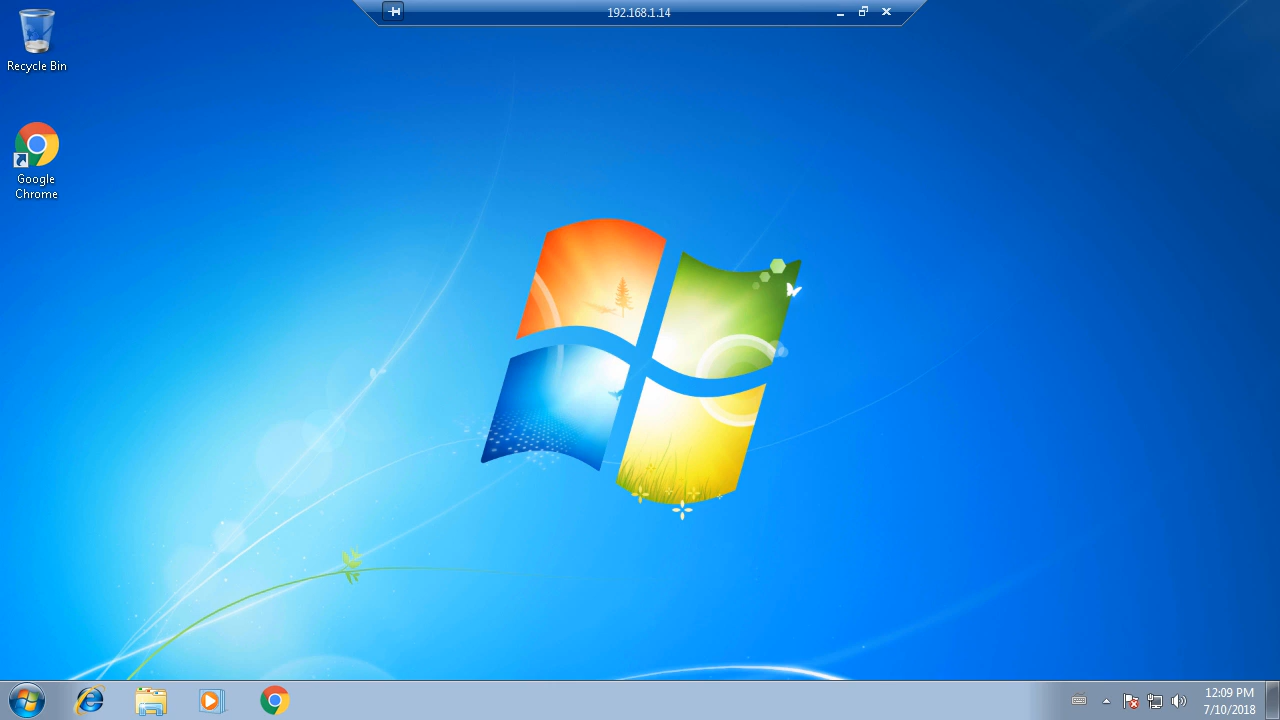 192.168.1.14
Recycle Bin
Google
Chrome
12:09 PM
7/10/2018